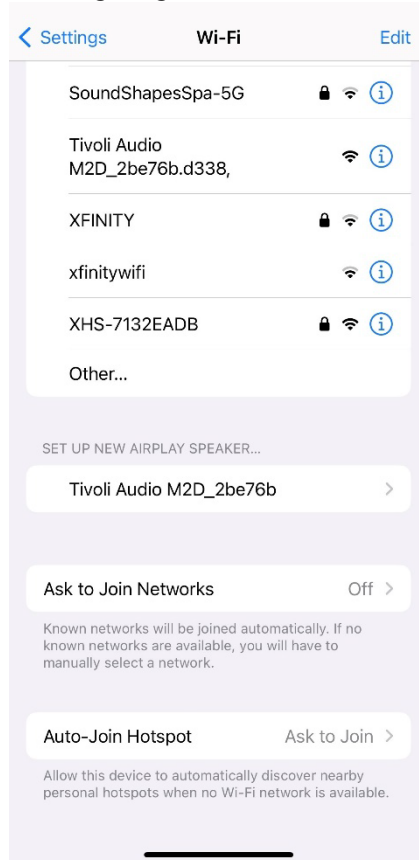 Settings
Wi-Fi
Edit
SoundShapesSpa-5G
Tivoli Audio
M2D_2be76b.d338,
XFINITY
xfinitywifi
XHS-7132EADB
Other...
SET UP NEW AIRPLAY SPEAKER...
Tivoli Audio M2D_2be76b
Ask to Join Networks Off
Known networks will be joined automatically. If no
known networks are available, you will have to
manually select a network.
Auto-Join Hotspot Ask to Join
Allow this device to automatically discover nearby
personal hotspots when no Wi-Fi network is available.